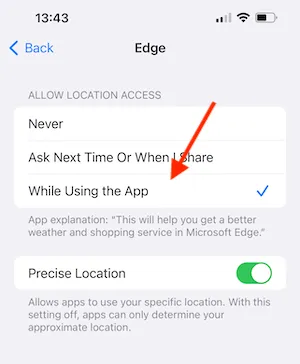 13:43
Back
Edge
ALLOW LOCATION ACCESS
Never
Ask Next Time Or When I Share
While Using the App
App explanation: “This will help you get a better
weather and shopping service in Microsoft Edge.”
Precise Location
Allows apps to use your specific location. With this
setting off, apps can only determine your
approximate location.